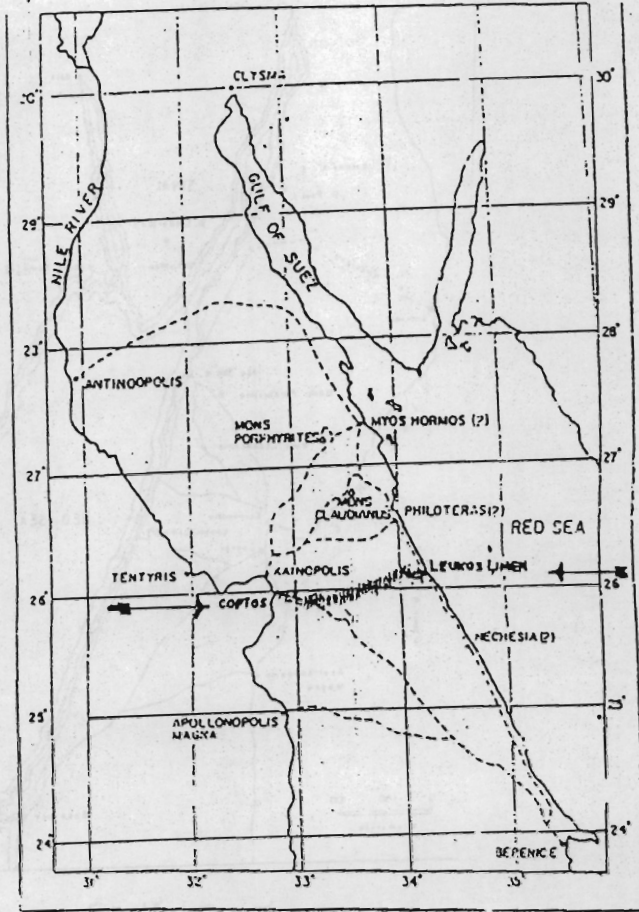 CLYSMA
30°
30°
NILE RIVER
GULF OF SUEZ
29°
29°
28°
23°
ANTINOOPOLIS
MONS
PORPHYRITES
MYOS HORMOS (?)
27°
27°
MONS
CLAUDIANUS
PHILOTERAS(?)
RED SEA
TENTYRIS
KAINOPOLIS
LEUKOS LIMEN
26°
26°
COPTOS
NECHESIA(?)
25°
25°
APOLLONOPOLIS
MAGNA
24°
24°
BERENICE
31°
32°
33°
34°
35°